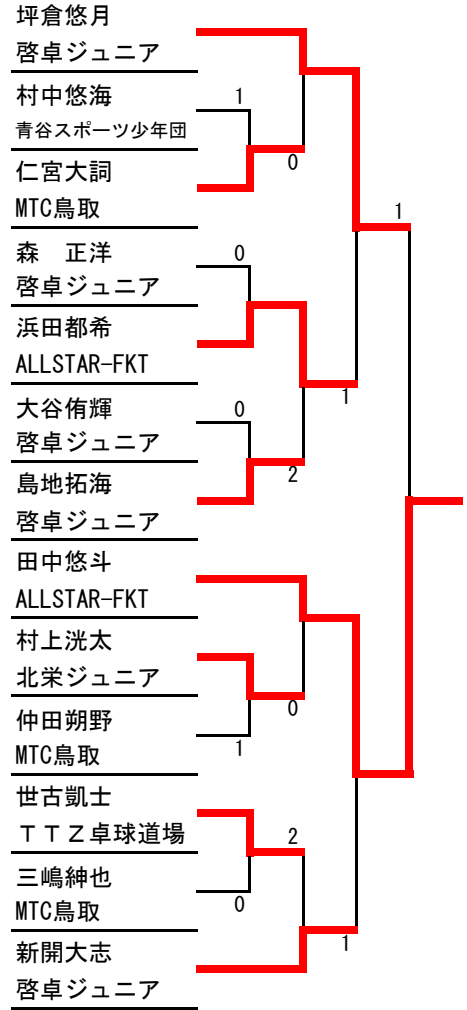 坪倉悠月
啓卓ジュニア
村中悠海
青谷スポーツ少年団
1
仁宮大詞
MTC鳥取
0
1
森　正洋
啓卓ジュニア
0
浜田都希
ALLSTAR-FKT
1
大谷侑輝
啓卓ジュニア
0
島地拓海
啓卓ジュニア
2
田中悠斗
ALLSTAR-FKT
村上洸太
北栄ジュニア
0
仲田朔野
MTC鳥取
1
世古凱士
ＴＴＺ卓球道場
2
三嶋紳也
MTC鳥取
0
新開大志
啓卓ジュニア
1